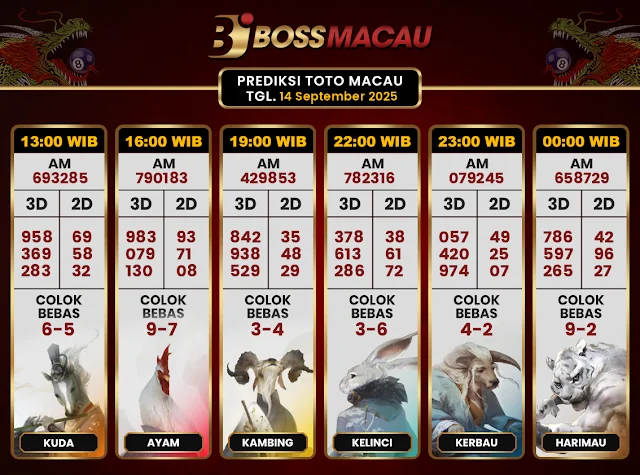 BJ BOSSMACAU
PREDIKSI TOTO MACAU
TGL. 14 September 2025
13:00 WIB
AM
693285
3D 2D
958 69
369 58
283 32
COLOK
BEBAS
6-5
KUDA
16:00 WIB
AM
790183
3D 2D
983 93
079 71
130 08
COLOK
BEBAS
9-7
AYAM
19:00 WIB
AM
429853
3D 2D
842 35
938 48
529 29
COLOK
BEBAS
3-4
KAMBING
22:00 WIB
AM
782316
3D 2D
378 38
613 61
286 72
COLOK
BEBAS
3-6
KELINCI
23:00 WIB
AM
079245
3D 2D
057 49
420 25
974 07
COLOK
BEBAS
4-2
KERBAU
00:00 WIB
AM
658729
3D 2D
786 42
597 96
265 27
COLOK
BEBAS
9-2
HARIMAU